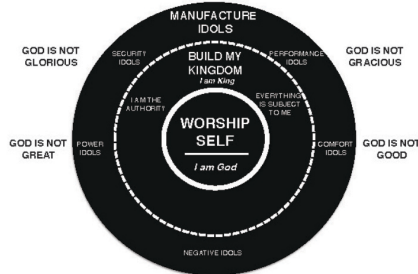 MANUFACTURE
IDOLS
GOD IS NOT
GLORIOUS
SECURITY
IDOLS
PERFORMANCE
IDOLS
GOD IS NOT
GRACIOUS
BUILD MY
KINGDOM
I am King
I AM THE
AUTHORITY
EVERYTHING
IS SUBJECT
TO ME
WORSHIP
SELF
I am God
GOD IS NOT
GREAT
POWER
IDOLS
COMFORT
IDOLS
GOD IS NOT
GOOD
NEGATIVE IDOLS